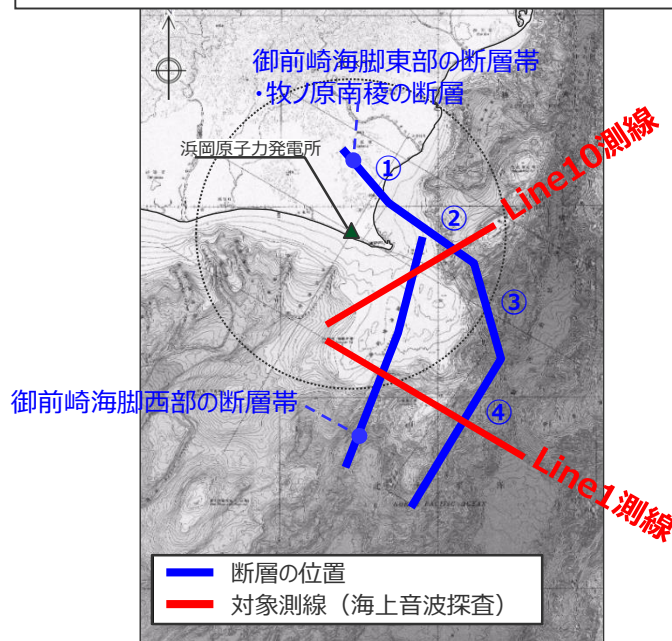 N
御前崎海脚東部の断層帯
・牧ノ原南稜の断層
浜岡原子力発電所
①
②
Line10測線
③
御前崎海脚西部の断層帯
④
Line1測線
PACIFIC OCEAN
断層の位置
対象測線（海上音波探査）